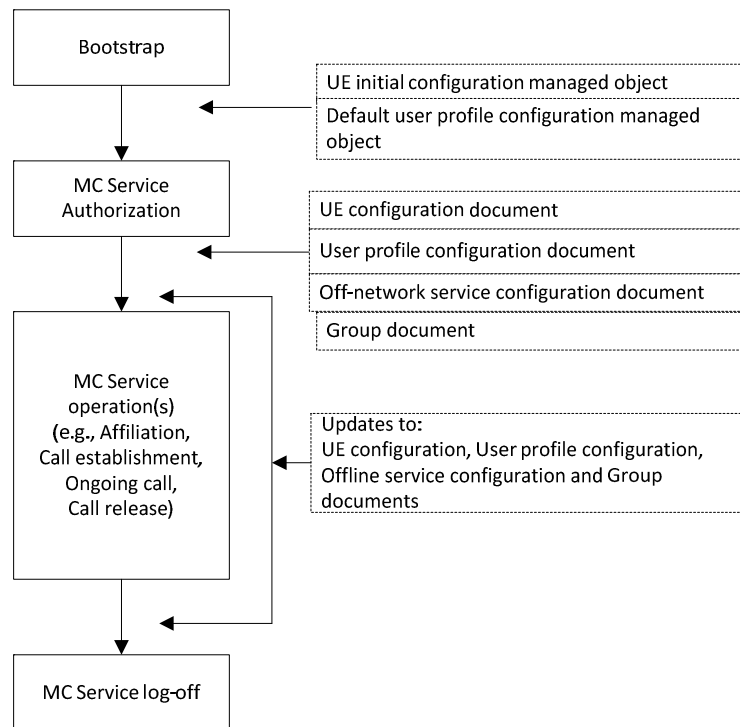 Bootstrap
UE initial configuration managed object
Default user profile configuration managed
object
MC Service
Authorization
UE configuration document
User profile configuration document
Off-network service configuration document
Group document
MC Service
operation(s)
(e.g., Affiliation,
Call establishment,
Ongoing call,
Call release)
Updates to:
UE configuration, User profile configuration,
Offline service configuration and Group
documents
MC Service log-off